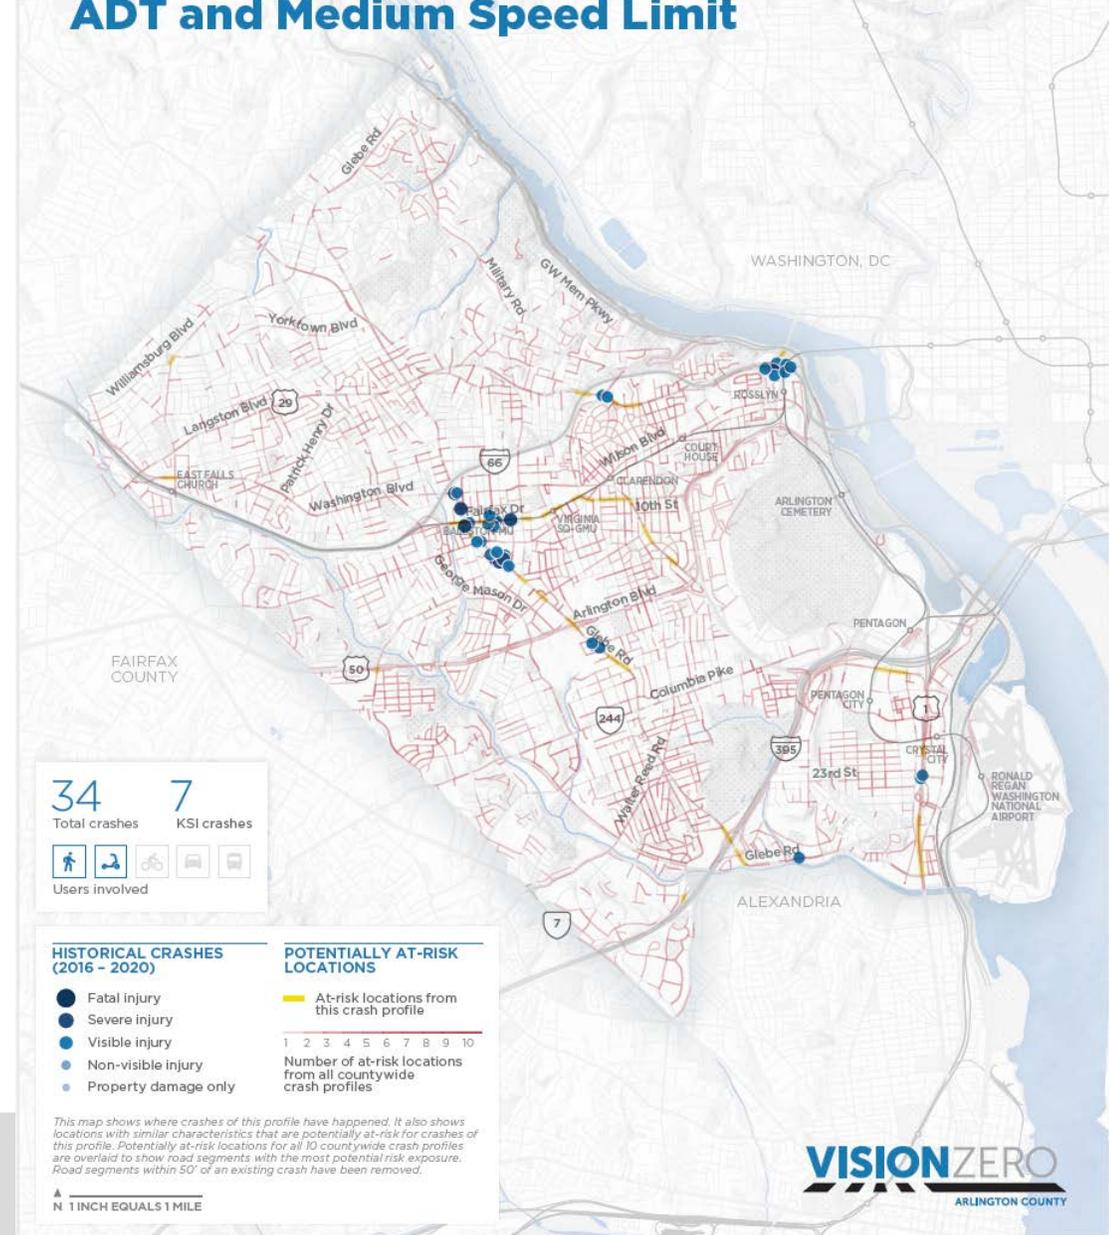 ADT and Medium Speed Limit
Glebe Rd
WASHINGTON, DC
Military Rd
GW Mem Pkwy
Williamsburg Blvd
Yorktown Blvd
Langston Blvd
29
ROSSLYN
Patrick Henry Dr
Wilson Blvd
COURT
HOUSE
66
EAST FALLS
CHURCH
Washington Blvd
CLARENDON
ARLINGTON
CEMETERY
10th St
Fairfax Dr
VIRGINIA
SQ-GMU
George Mason Dr
Arlington Blvd
PENTAGON
Glebe Rd
FAIRFAX
COUNTY
50
Columbia Pike
PENTAGON
CITY
1
244
395
CRYSTAL
CITY
23rd St
Walter Reed Rd
RONALD
REGAN
WASHINGTON
NATIONAL
AIRPORT
Glebe Rd
ALEXANDRIA
7
34 7
Total crashes KSI crashes
Users involved
HISTORICAL CRASHES
(2016 – 2020)
Fatal injury
Severe injury
Visible injury
Non-visible injury
Property damage only
POTENTIALLY AT-RISK
LOCATIONS
At-risk locations from
this crash profile
1 2 3 4 5 6 7 8 9 10
Number of at-risk locations
from all countywide
crash profiles
This map shows where crashes of this profile have happened. It also shows
locations with similar characteristics that are potentially at-risk for crashes of
this profile. Potentially at-risk locations for all 10 countywide crash profiles
are overlaid to show road segments with the most potential risk exposure.
Road segments within 50' of an existing crash have been removed.
N 1 INCH EQUALS 1 MILE
VISIONZERO
ARLINGTON COUNTY